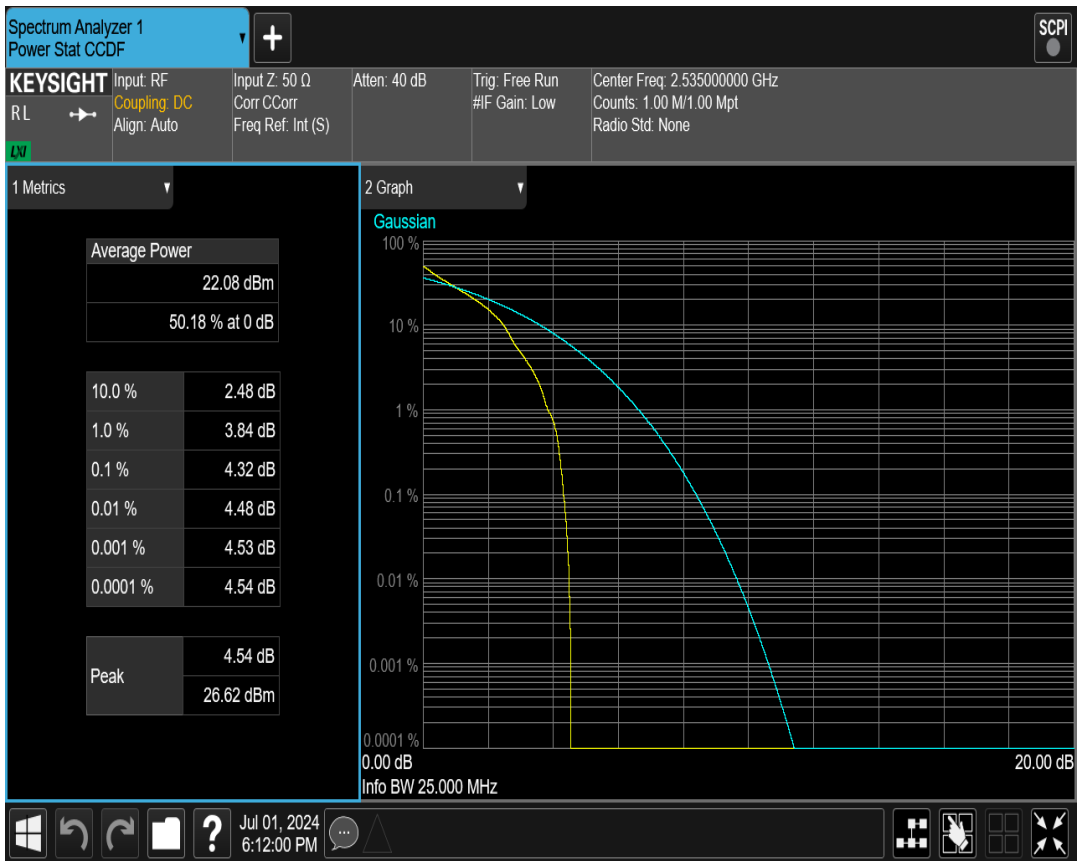 Spectrum Analyzer 1
Power Stat CCDF
SCPI
KEYSIGHT
RL
LXI
Input: RF
Coupling: DC
Align: Auto
Input Z: 50 Ω
Corr CCorr
Freq Ref: Int (S)
Atten: 40 dB
Trig: Free Run
#IF Gain: Low
Center Freq: 2.535000000 GHz
Counts: 1.00 M/1.00 Mpt
Radio Std: None
1 Metrics
Average Power
22.08 dBm
50.18 % at 0 dB
10.0 % 2.48 dB
1.0 % 3.84 dB
0.1 % 4.32 dB
0.01 % 4.48 dB
0.001 % 4.53 dB
0.0001 % 4.54 dB
Peak
4.54 dB
26.62 dBm
2 Graph
Gaussian
100 %
10 %
1 %
0.1 %
0.01 %
0.001 %
0.0001 %
0.00 dB 20.00 dB
Info BW 25.000 MHz
Jul 01, 2024
6:12:00 PM